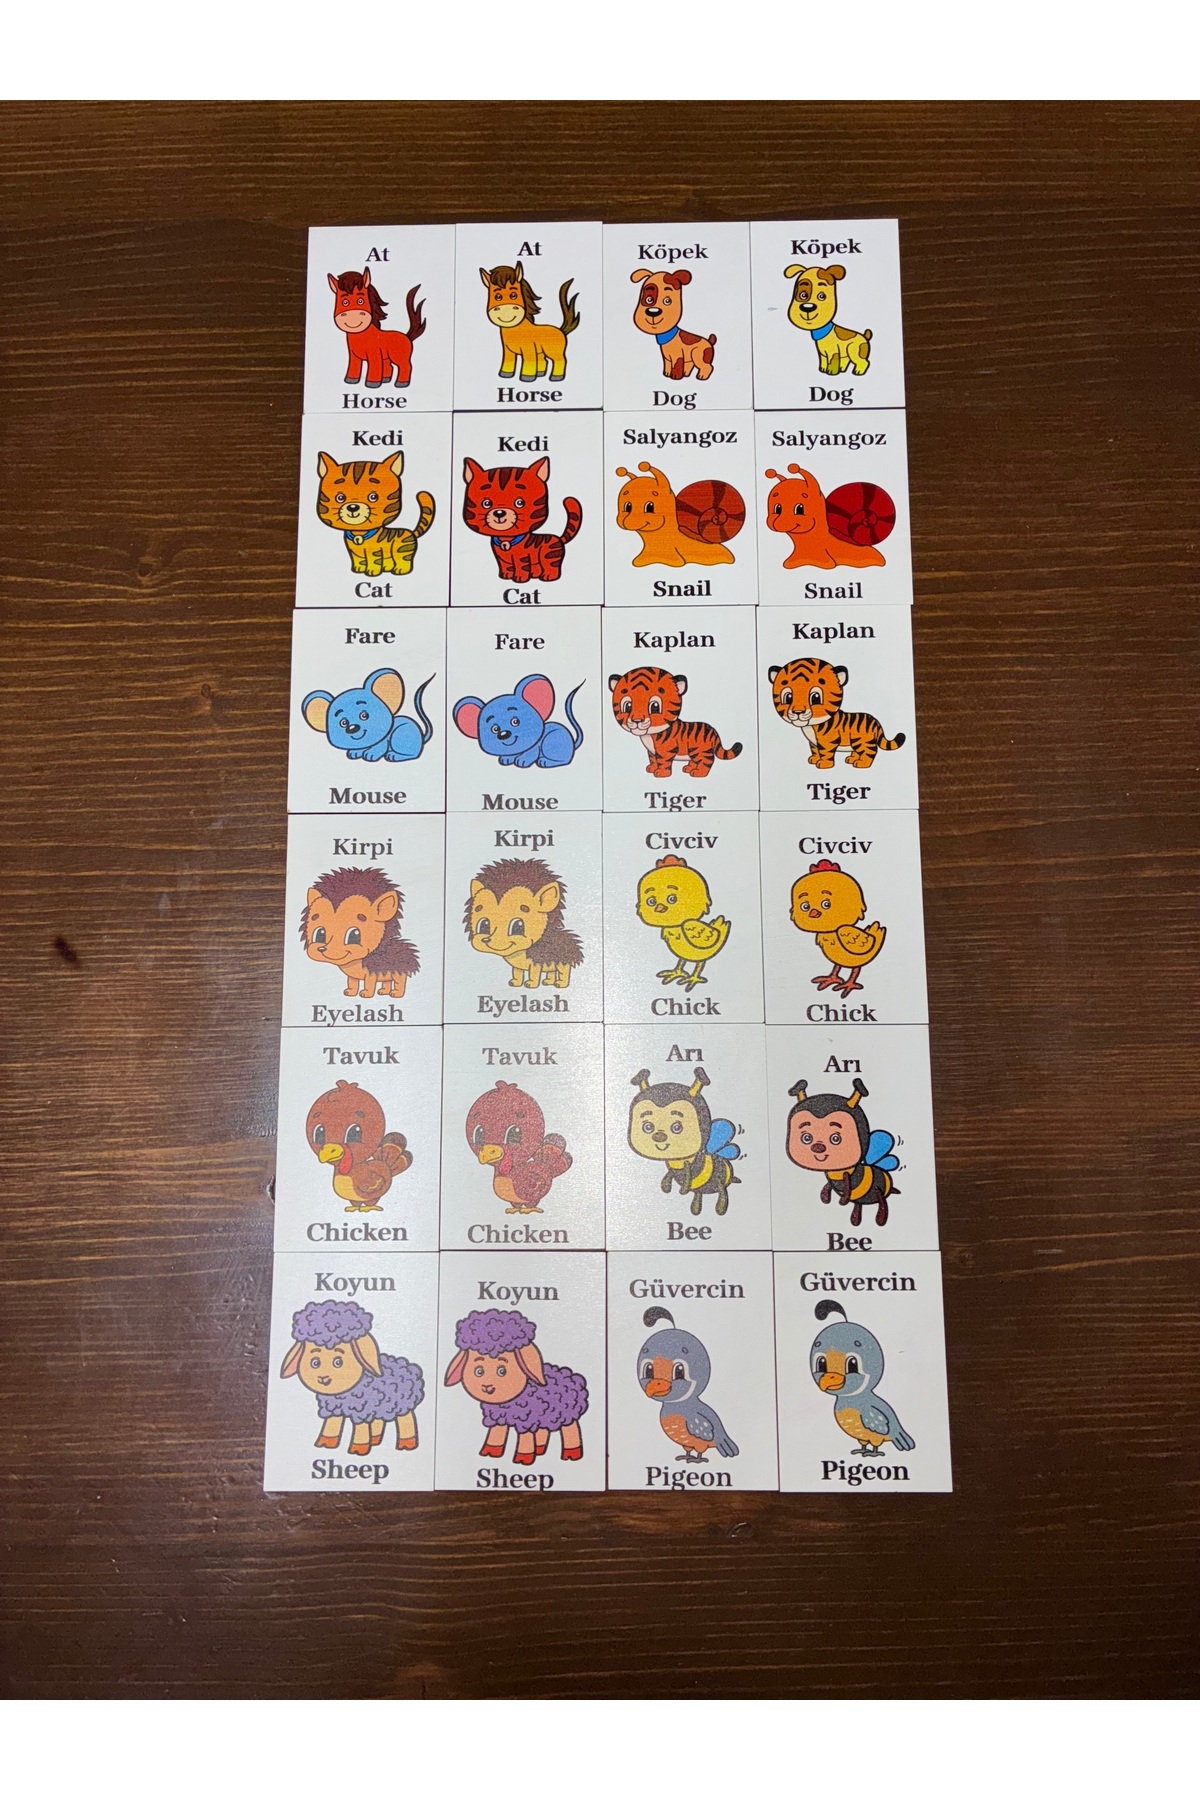 At
At
Köpek
Köpek
Horse
Horse
Dog
Dog
Kedi
Kedi
Salyangoz
Salyangoz
Cat
Cat
Snail
Snail
Fare
Fare
Kaplan
Kaplan
Mouse
Mouse
Tiger
Tiger
Kirpi
Kirpi
Civciv
Civciv
Eyelash
Eyelash
Chick
Chick
Tavuk
Tavuk
Arı
Arı
Chicken
Chicken
Bee
Bee
Koyun
Koyun
Güvercin
Güvercin
Sheep
Sheep
Pigeon
Pigeon